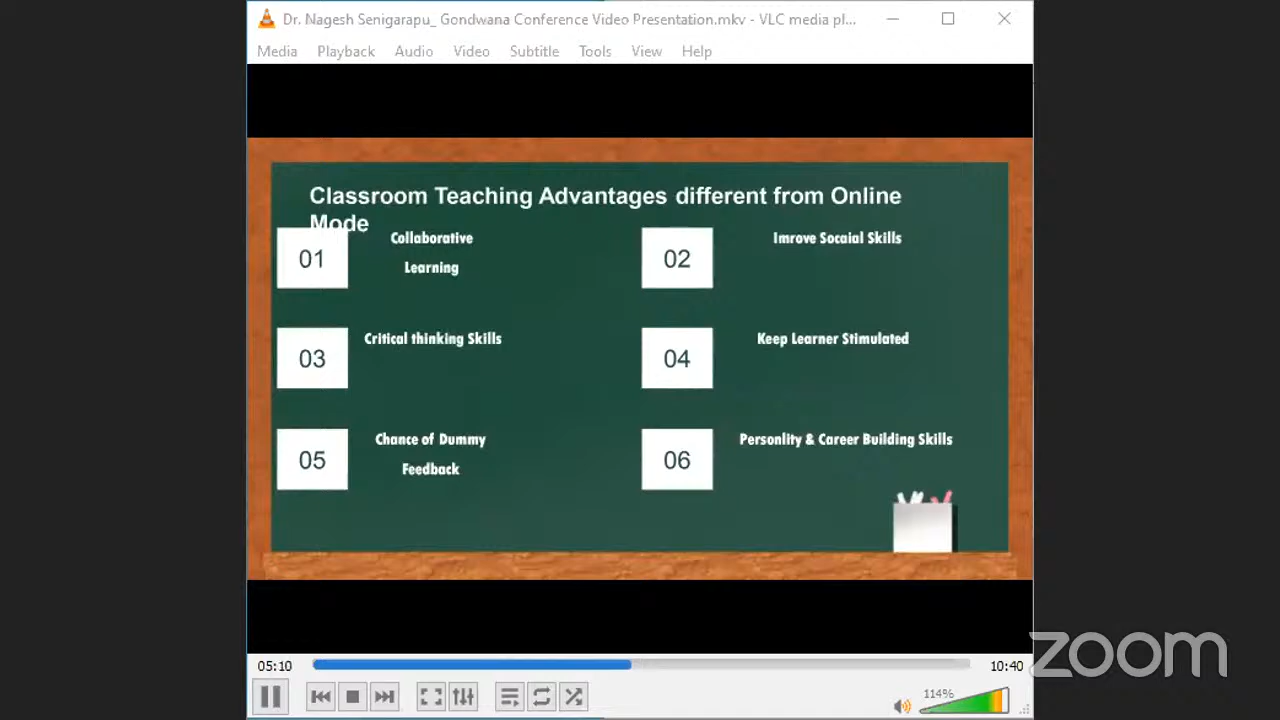 Dr. Nagesh Senigarapu_ Gondwana Conference Video Presentation.mkv - VLC media pl...
Media Playback Audio Video Subtitle Tools View Help
Classroom Teaching Advantages different from Online
Mode
01
Collaborative
Learning
02
Imrove Socaial Skills
03
Critical thinking Skills
04
Keep Learner Stimulated
05
Chance of Dummy
Feedback
06
Personlity & Career Building Skills
05:10
10:40
114%
zoom